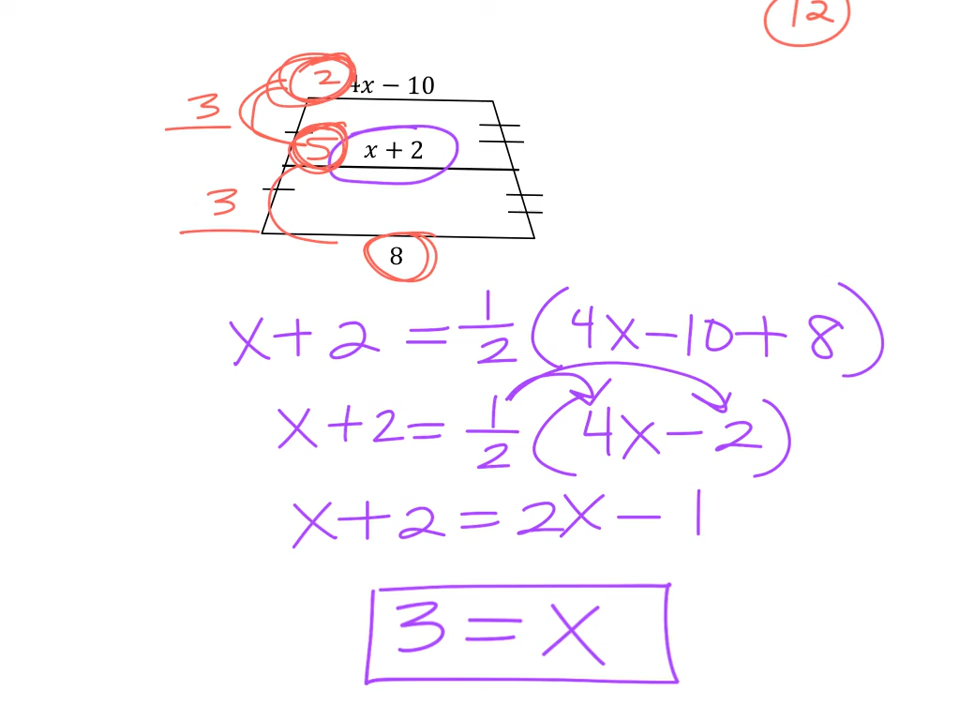 12
2 4x − 10
3
5 x + 2
3
8
x + 2 = 1/2 (4x − 10 + 8)
x + 2 = 1/2 (4x − 2)
x + 2 = 2x − 1
3 = x